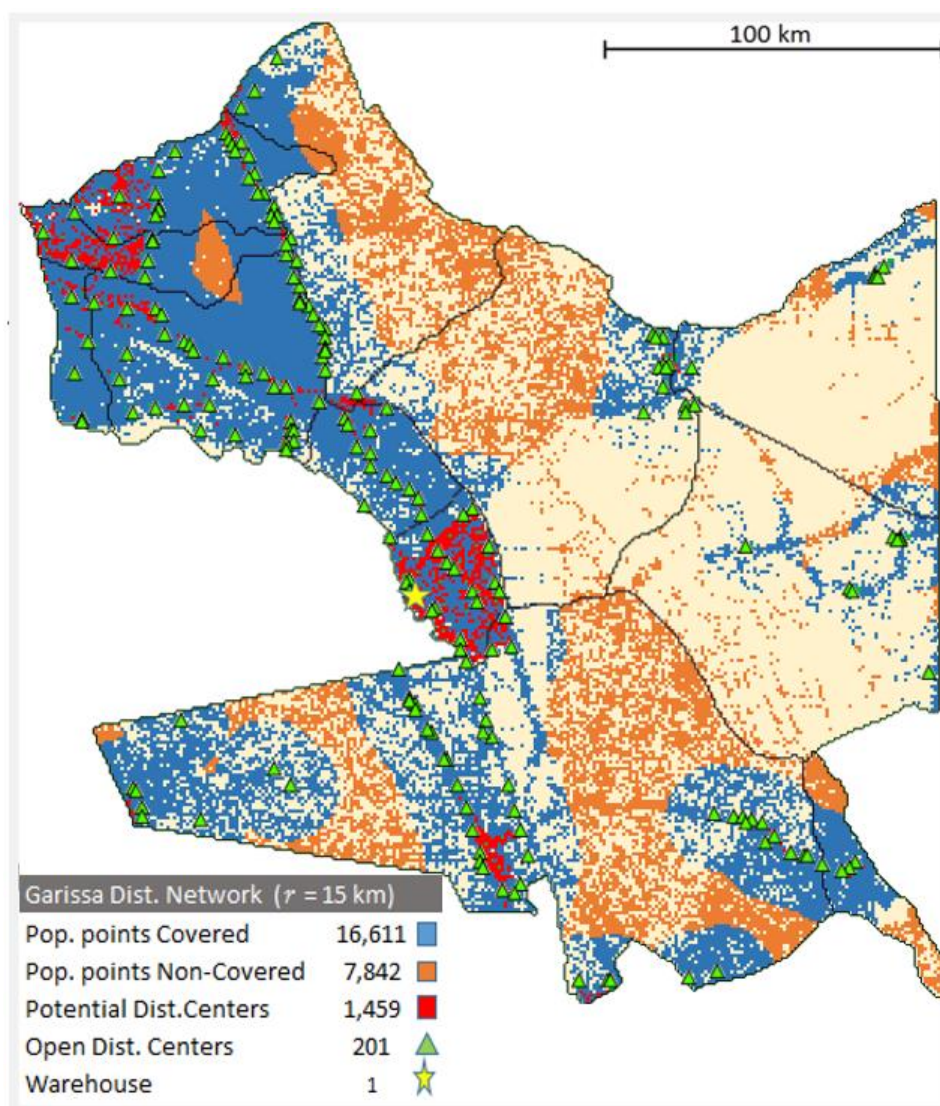 100 km
Garissa Dist. Network (r = 15 km)
Pop. points Covered 16,611
Pop. points Non-Covered 7,842
Potential Dist.Centers 1,459
Open Dist. Centers 201
Warehouse 1